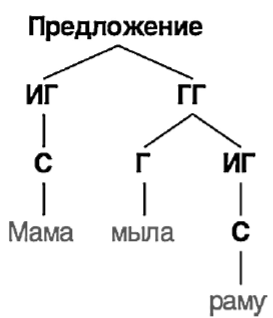 Предложение
ИГ ГГ
С Г ИГ
Мама мыла С
раму